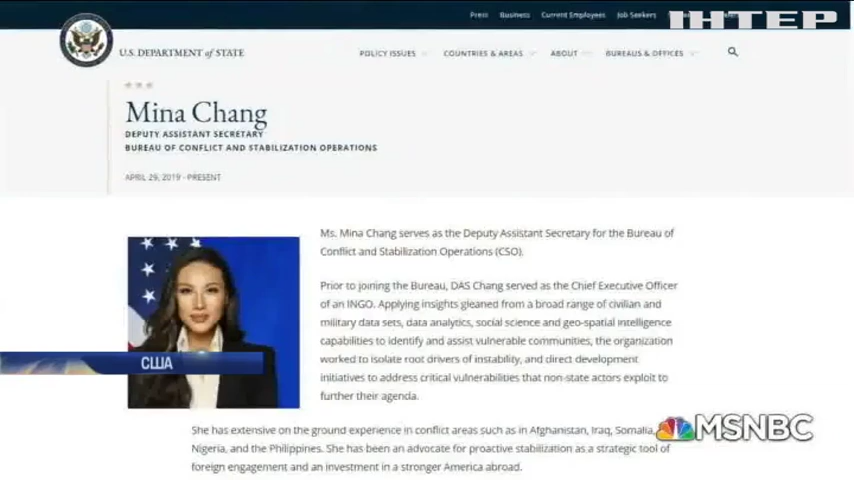 Press Business Current Employees Job Seekers
ІНТЕР
U.S. DEPARTMENT of STATE
POLICY ISSUES COUNTRIES & AREAS ABOUT BUREAUS & OFFICES
Mina Chang
DEPUTY ASSISTANT SECRETARY
BUREAU OF CONFLICT AND STABILIZATION OPERATIONS
APRIL 29, 2019 - PRESENT
Ms. Mina Chang serves as the Deputy Assistant Secretary for the Bureau of
Conflict and Stabilization Operations (CSO).
Prior to joining the Bureau, DAS Chang served as the Chief Executive Officer
of an INGO. Applying insights gleaned from a broad range of civilian and
military data sets, data analytics, social science and geo-spatial intelligence
capabilities to identify and assist vulnerable communities, the organization
worked to isolate root drivers of instability, and direct development
initiatives to address critical vulnerabilities that non-state actors exploit to
further their agenda.
США
She has extensive on the ground experience in conflict areas such as in Afghanistan, Iraq, Somalia,
Nigeria, and the Philippines. She has been an advocate for proactive stabilization as a strategic tool of
foreign engagement and an investment in a stronger America abroad.
MSNBC